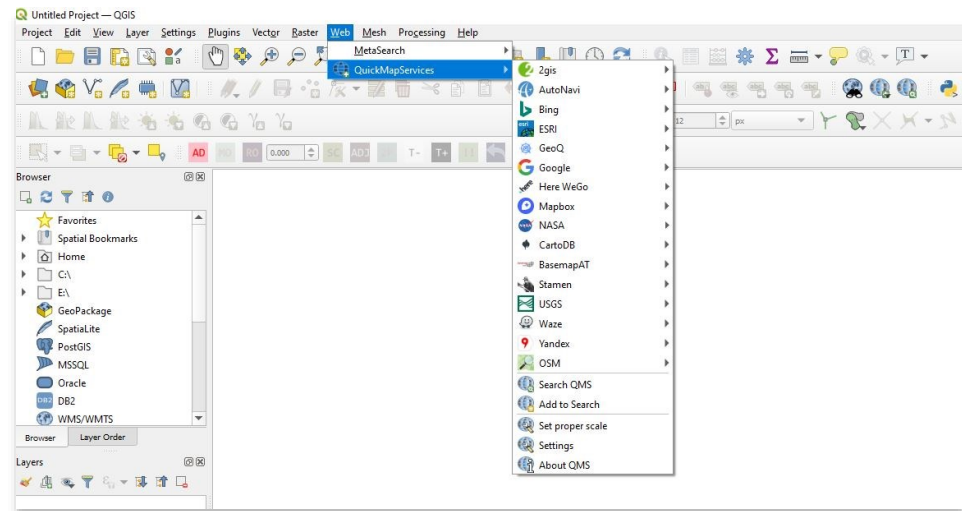 Untitled Project — QGIS
Project Edit View Layer Settings Plugins Vector Raster Web Mesh Processing Help
MetaSearch
QuickMapServices
2gis
AutoNavi
Bing
ESRI
GeoQ
Google
Here WeGo
Mapbox
NASA
CartoDB
BasemapAT
Stamen
USGS
Waze
Yandex
OSM
Search QMS
Add to Search
Set proper scale
Settings
About QMS
12 px
AD RO 0.000 SC T- T+
Browser
Favorites
Spatial Bookmarks
Home
C:\
E:\
GeoPackage
SpatiaLite
PostGIS
MSSQL
Oracle
DB2
WMS/WMTS
Browser Layer Order
Layers